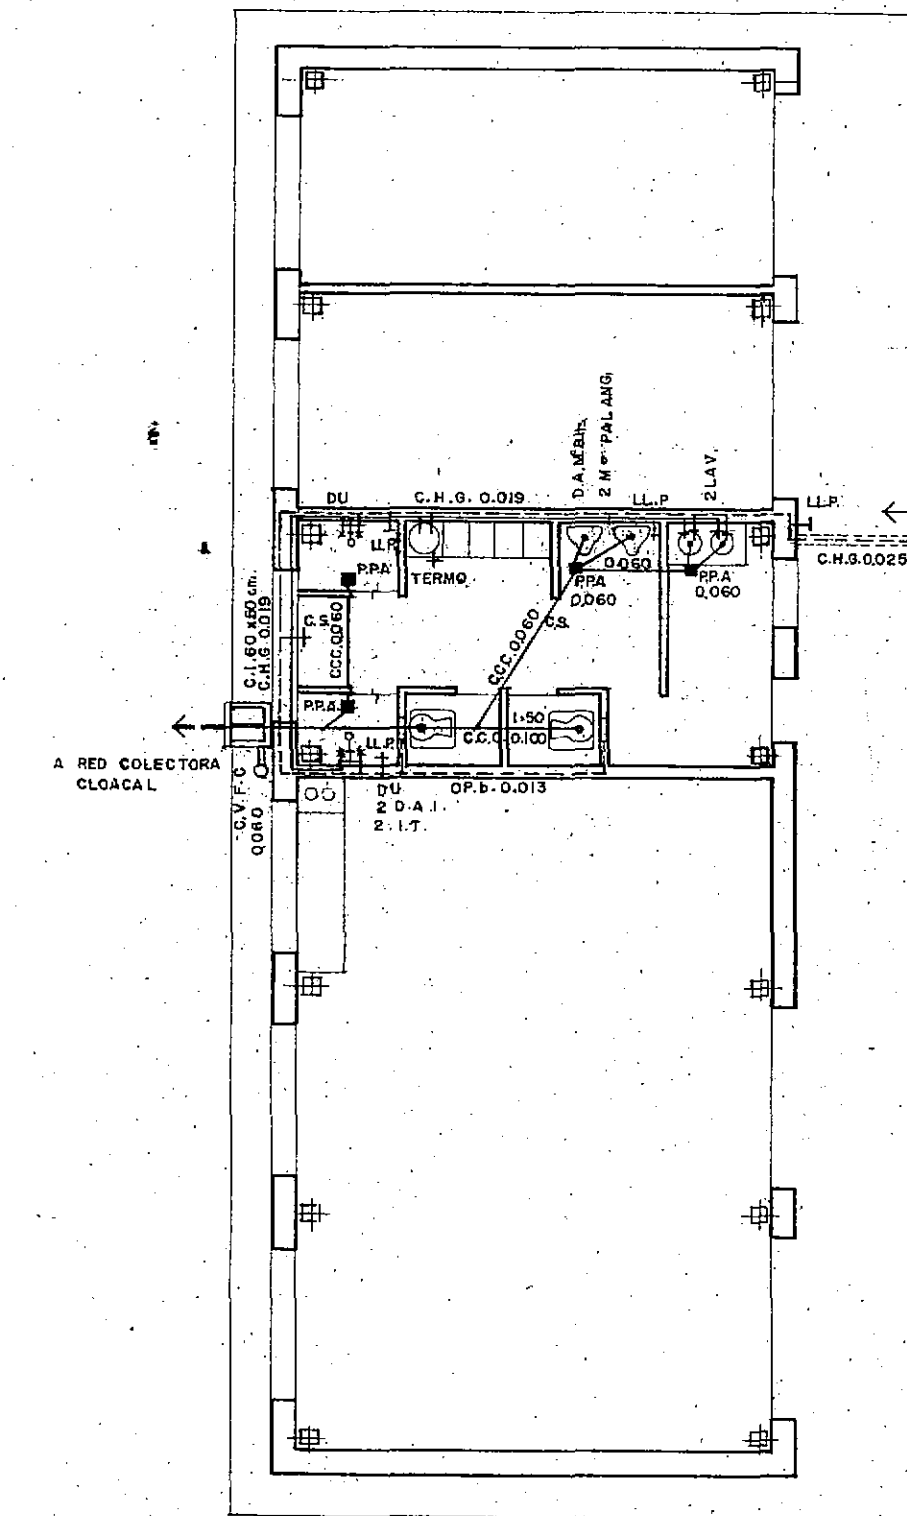 D.A.M.Btto.
2 M PALANG.
2 LAV.
DU
C.H.G. 0.019
LL.P
LL.P.
LL.P.
C.H.G.0.025
P.P.A
TERMO
0.060
P.P.A
0.060
P.P.A
0.060
C.S.
C.C.C. 0.060
C.S.
C.C.C. 0.060
C.I. 60 x 60 cm.
C.H.G. 0.019
P.P.A.
1:50
C.C.C. 0.100
LL.P.
A RED COLECTORA
CLOACAL
C.V.F.C
0.060
DU
2 D.A.I.
2 I.T.
OP.b. 0.013